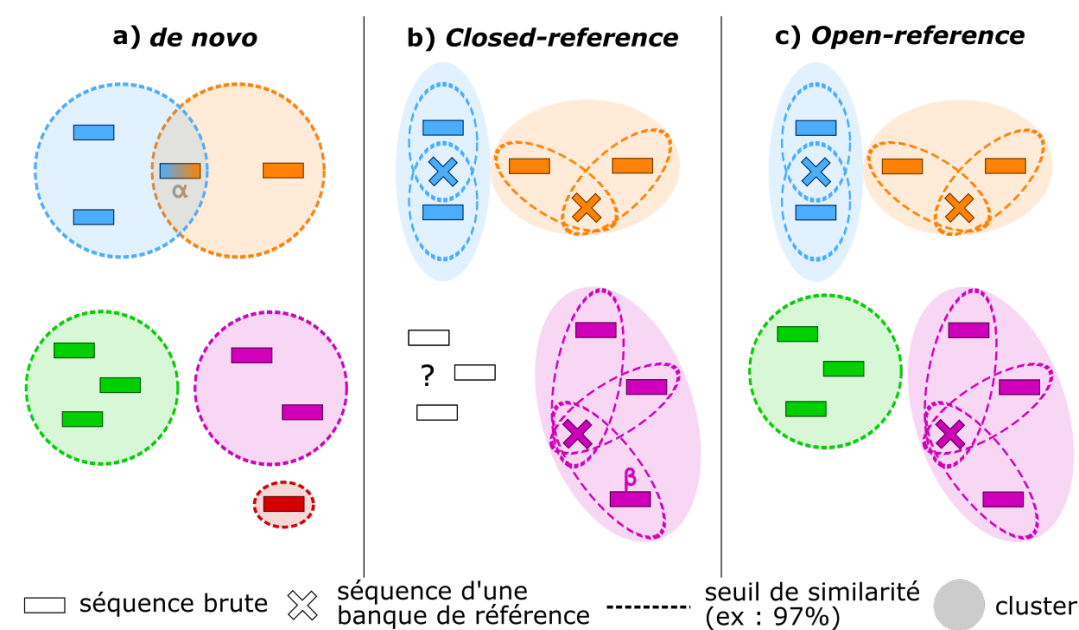 a) de novo
b) Closed-reference
c) Open-reference
α
?
β
séquence brute
séquence d'une
banque de référence
seuil de similarité
(ex : 97%)
cluster